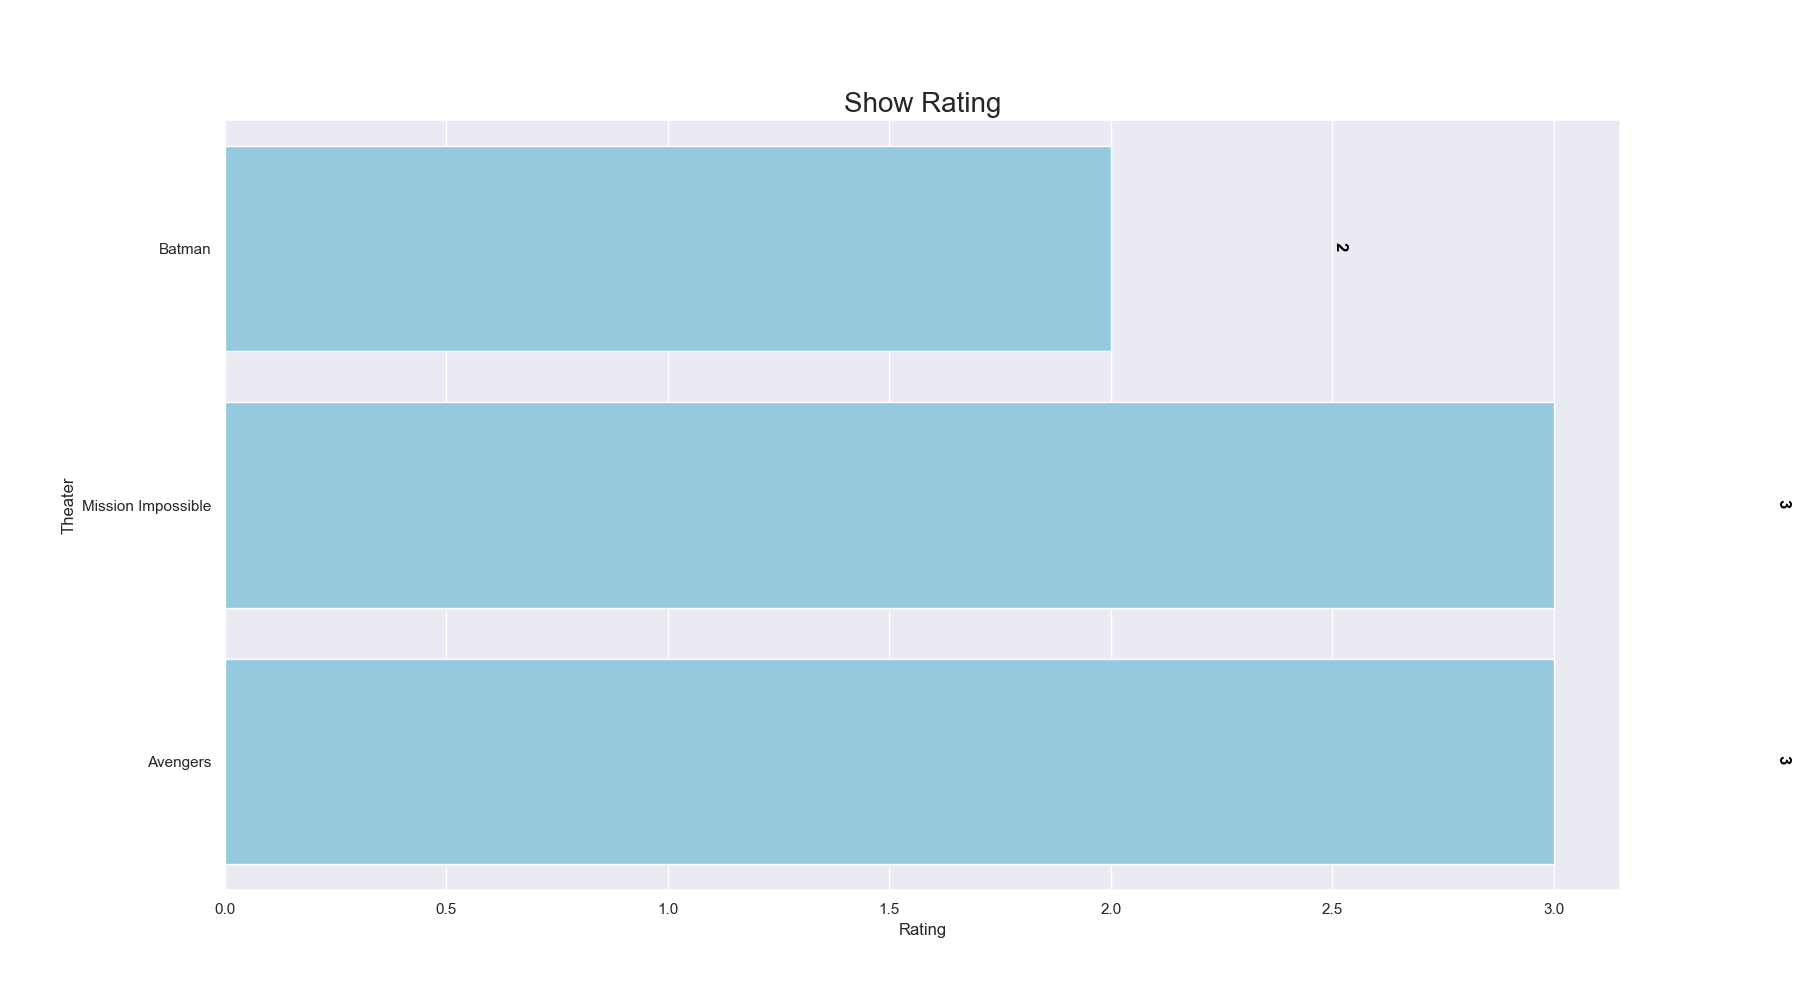 Show Rating
Batman
2
Theater
Mission Impossible
3
Avengers
3
0.0 0.5 1.0 1.5 2.0 2.5 3.0
Rating